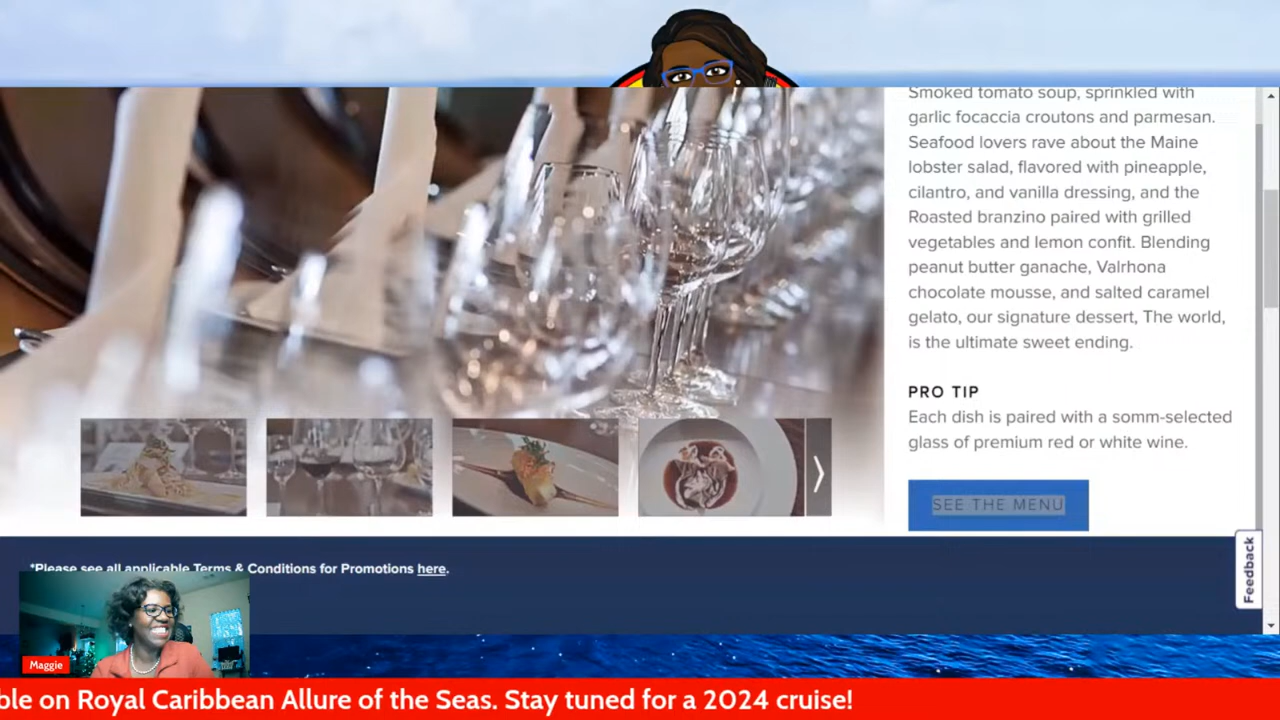 Smoked tomato soup, sprinkled with
garlic focaccia croutons and parmesan.
Seafood lovers rave about the Maine
lobster salad, flavored with pineapple,
cilantro, and vanilla dressing, and the
Roasted branzino paired with grilled
vegetables and lemon confit. Blending
peanut butter ganache, Valrhona
chocolate mousse, and salted caramel
gelato, our signature dessert, The world,
is the ultimate sweet ending.
PRO TIP
Each dish is paired with a somm-selected
glass of premium red or white wine.
SEE THE MENU
Feedback
*Please see all applicable Terms & Conditions for Promotions here.
Maggie
ble on Royal Caribbean Allure of the Seas. Stay tuned for a 2024 cruise!